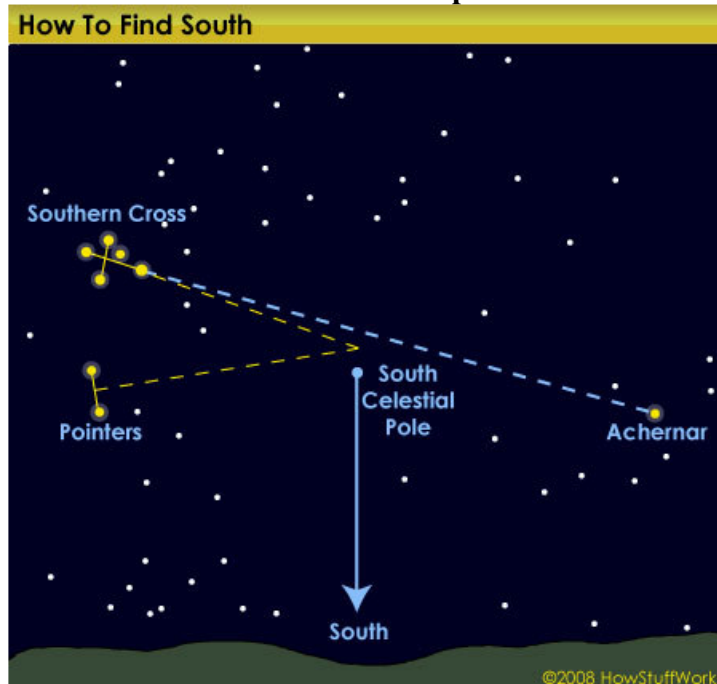 How To Find South
Southern Cross
South
Celestial
Pole
Pointers
Achernar
South
©2008 HowStuffWork